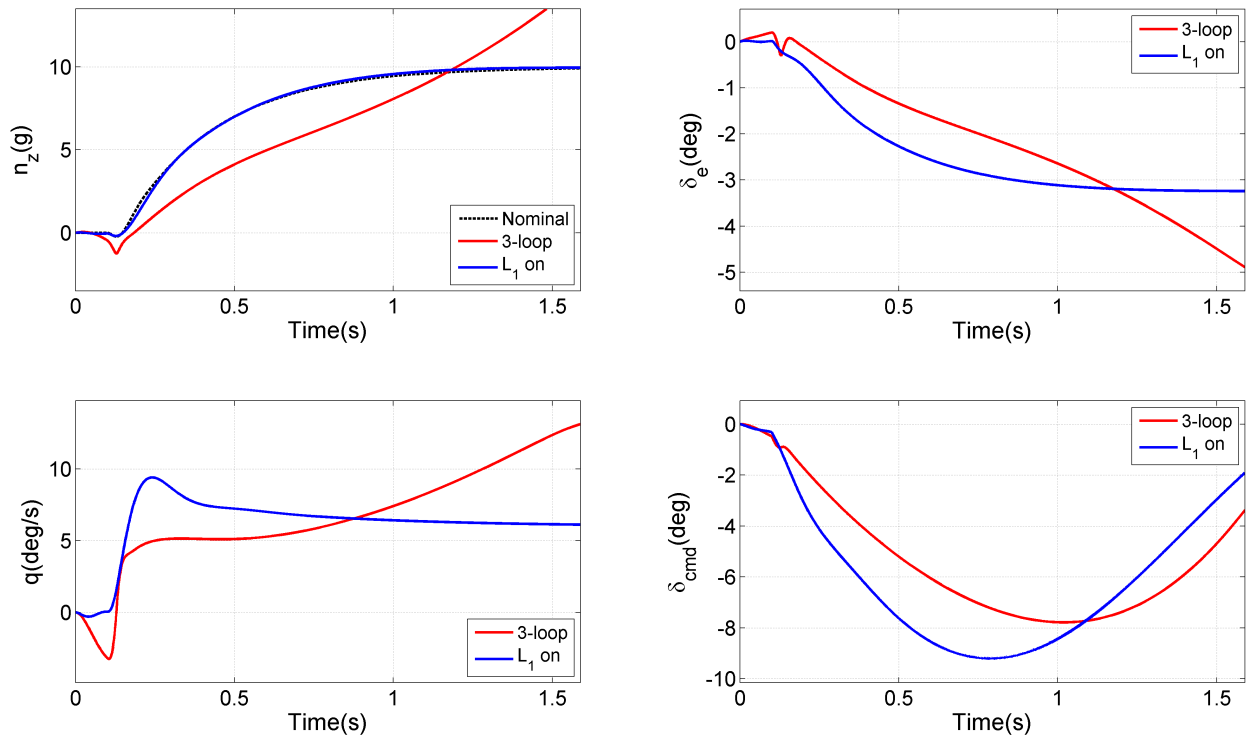 n_z(g)
10
5
0
0
0.5
1
1.5
Time(s)
Nominal
3-loop
L_1 on
δ_e(deg)
0
-1
-2
-3
-4
-5
0
0.5
1
1.5
Time(s)
3-loop
L_1 on
q(deg/s)
10
5
0
0
0.5
1
1.5
Time(s)
3-loop
L_1 on
δ_cmd(deg)
0
-2
-4
-6
-8
-10
0
0.5
1
1.5
Time(s)
3-loop
L_1 on